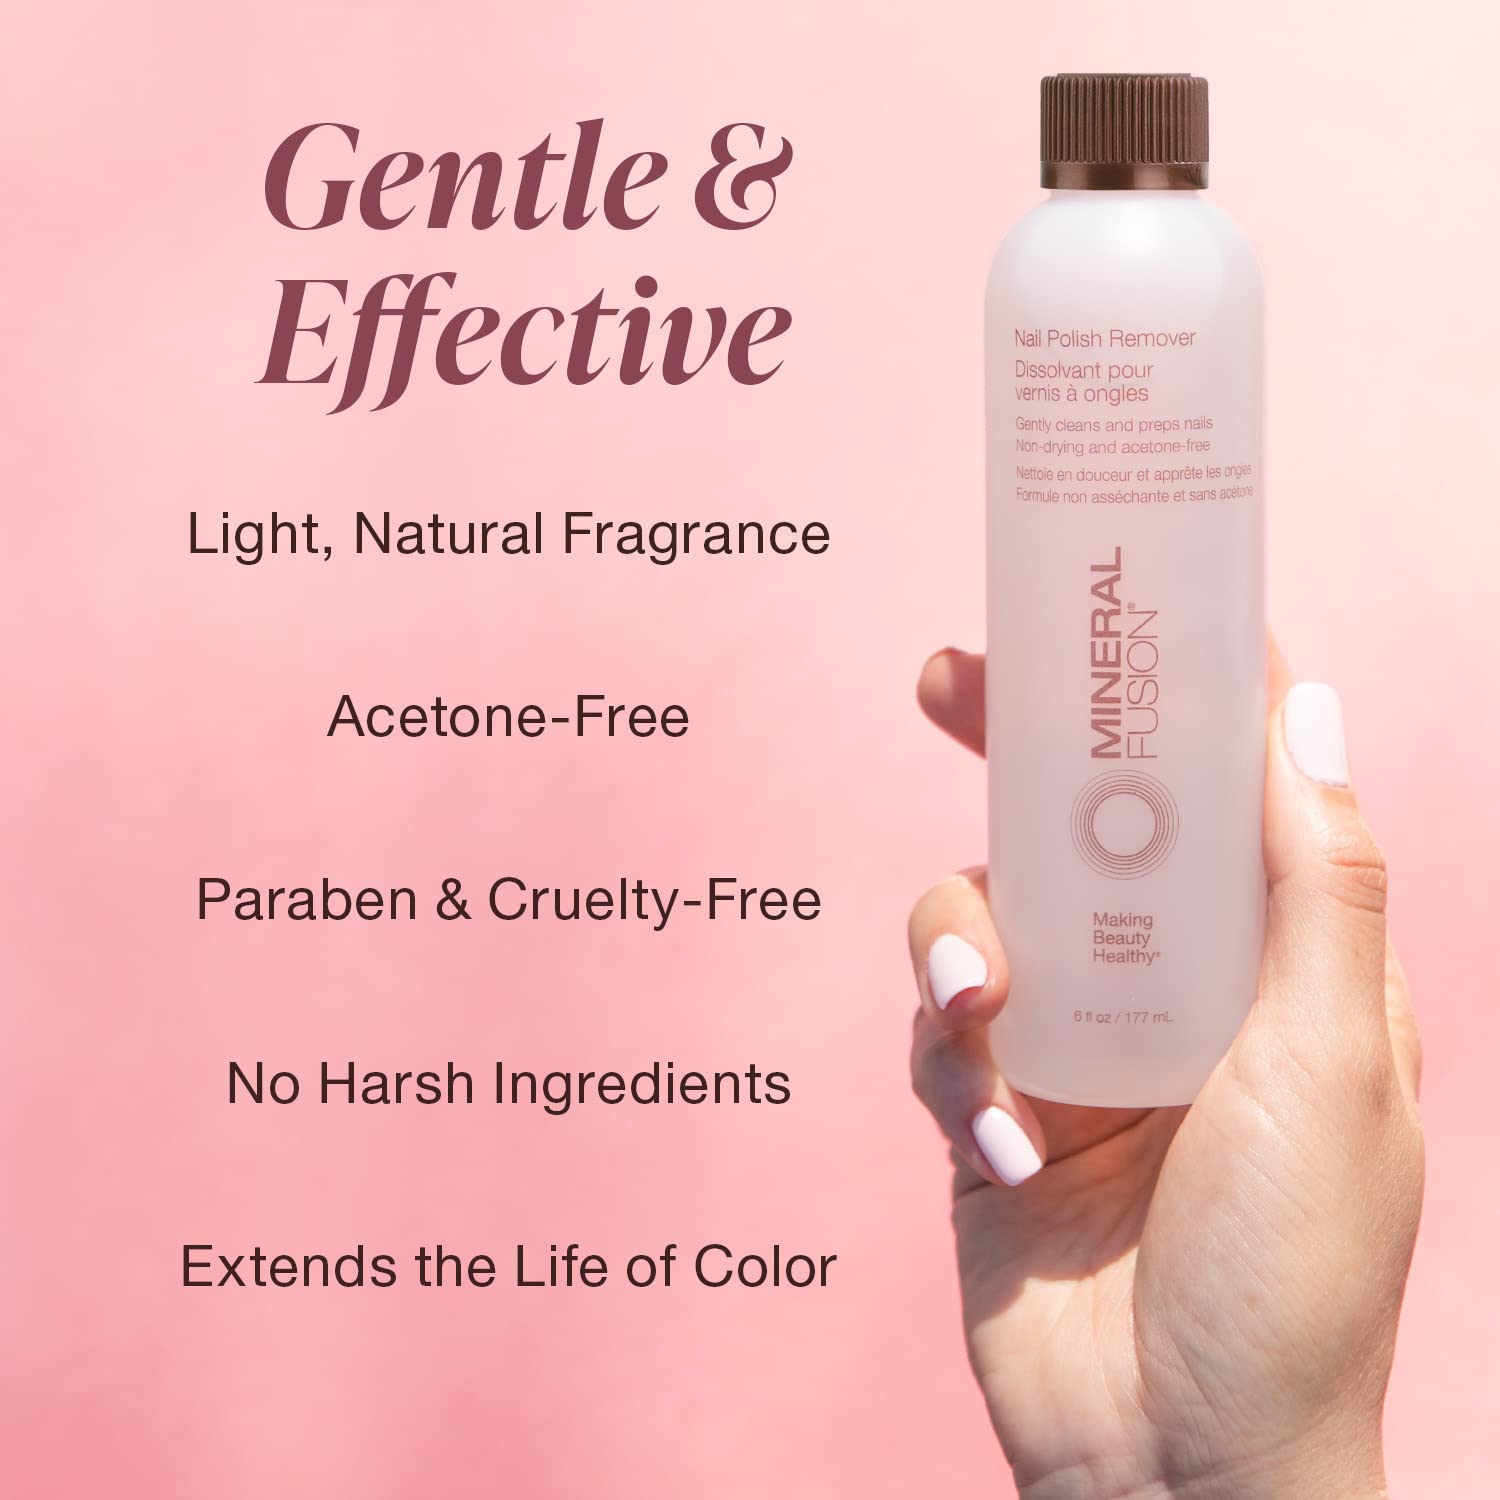 Gentle &
Effective
Light, Natural Fragrance
Acetone-Free
Paraben & Cruelty-Free
No Harsh Ingredients
Extends the Life of Color
Nail Polish Remover
Dissolvant pour
vernis à ongles
Gently cleans and preps nails
Non-drying and acetone-free
Nettoie en douceur et apprête les ongles
Formule non asséchante et sans acétone
MINERAL
FUSION®
Making
Beauty
Healthy®
6 fl oz / 177 mL